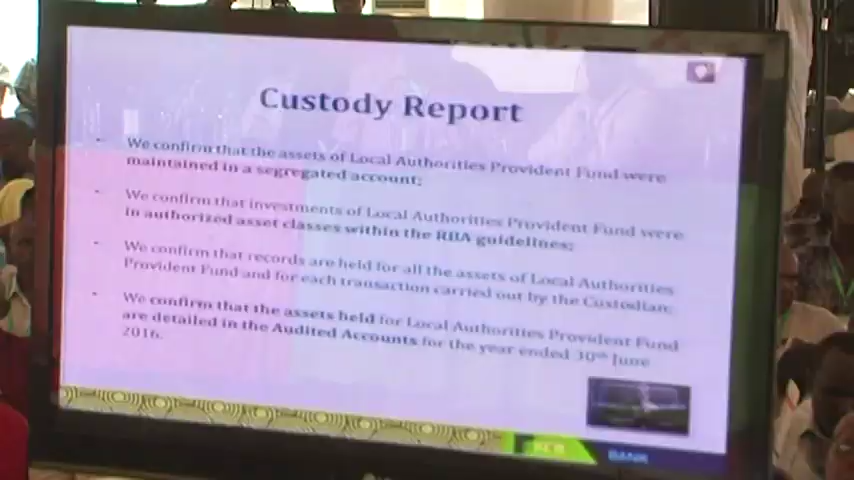 Custody Report
We confirm that the assets of Local Authorities Provident Fund were
maintained in a segregated account;
We confirm that investments of Local Authorities Provident Fund were
in authorized asset classes within the RBA guidelines;
We confirm that records are held for all the assets of Local Authorities
Provident Fund and for each transaction carried out by the Custodian;
We confirm that the assets held for Local Authorities Provident Fund
are detailed in the Audited Accounts for the year ended 30th June
2016.
KCB BANK